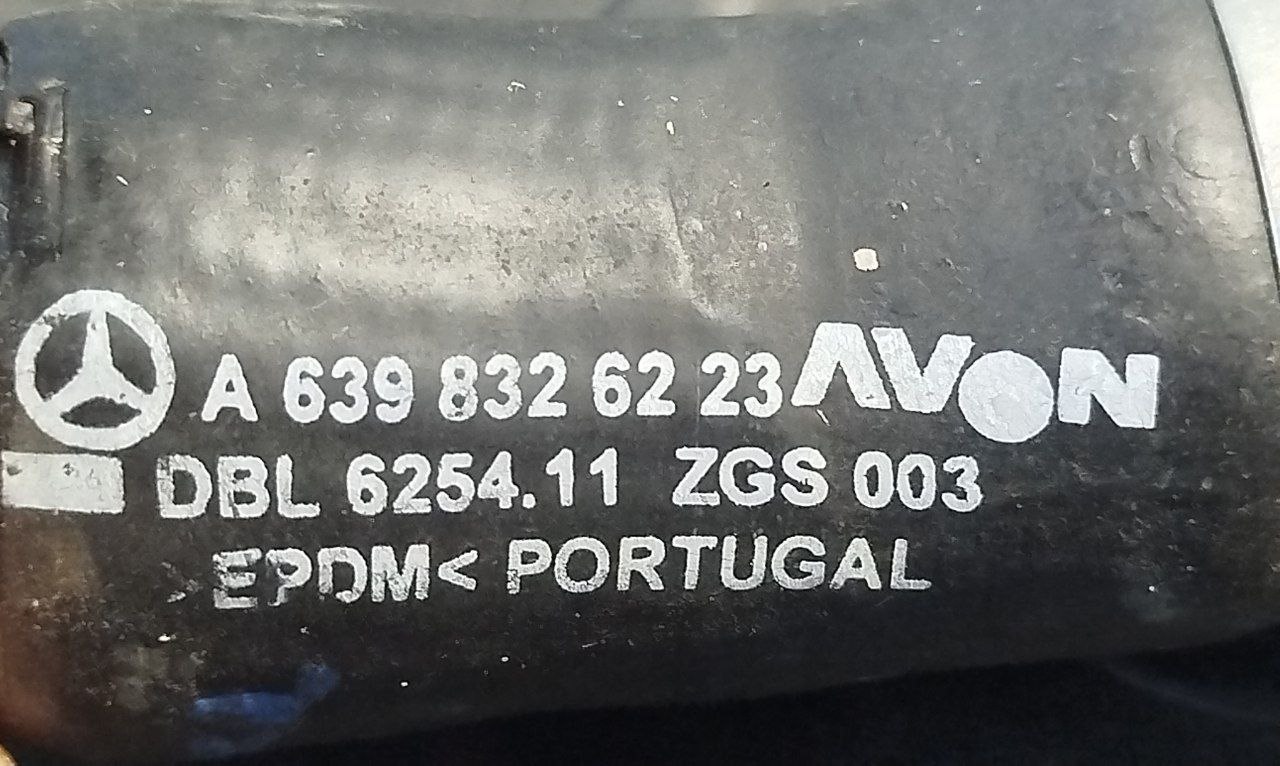 A 639 832 62 23 AVON
DBL 6254.11 ZGS 003
>EPDM< PORTUGAL